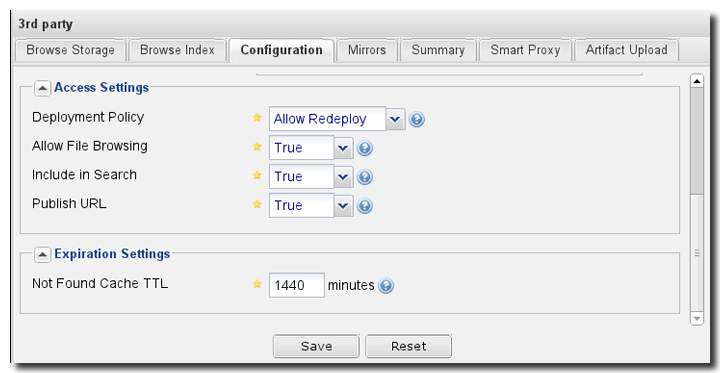 3rd party
Browse Storage Browse Index Configuration Mirrors Summary Smart Proxy Artifact Upload
Access Settings
Deployment Policy Allow Redeploy ?
Allow File Browsing True ?
Include in Search True ?
Publish URL True ?
Expiration Settings
Not Found Cache TTL 1440 minutes ?
Save Reset